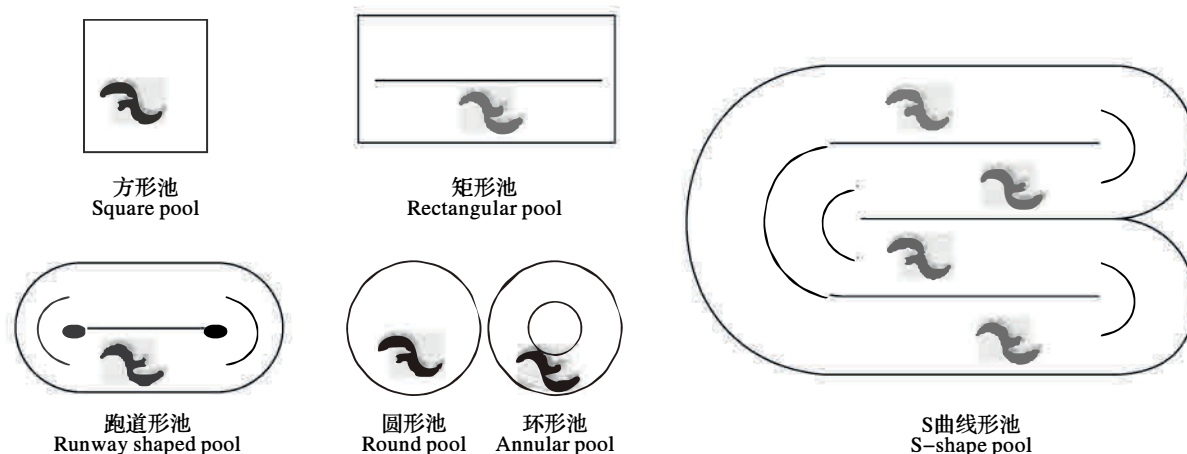 方形池
Square pool
矩形池
Rectangular pool
跑道形池
Runway shaped pool
圆形池
Round pool
环形池
Annular pool
S曲线形池
S-shape pool